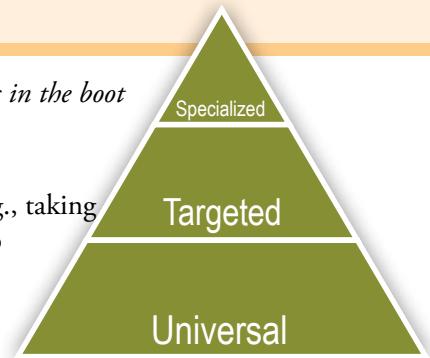 in the boot
Specialized
taking
Targeted
Universal